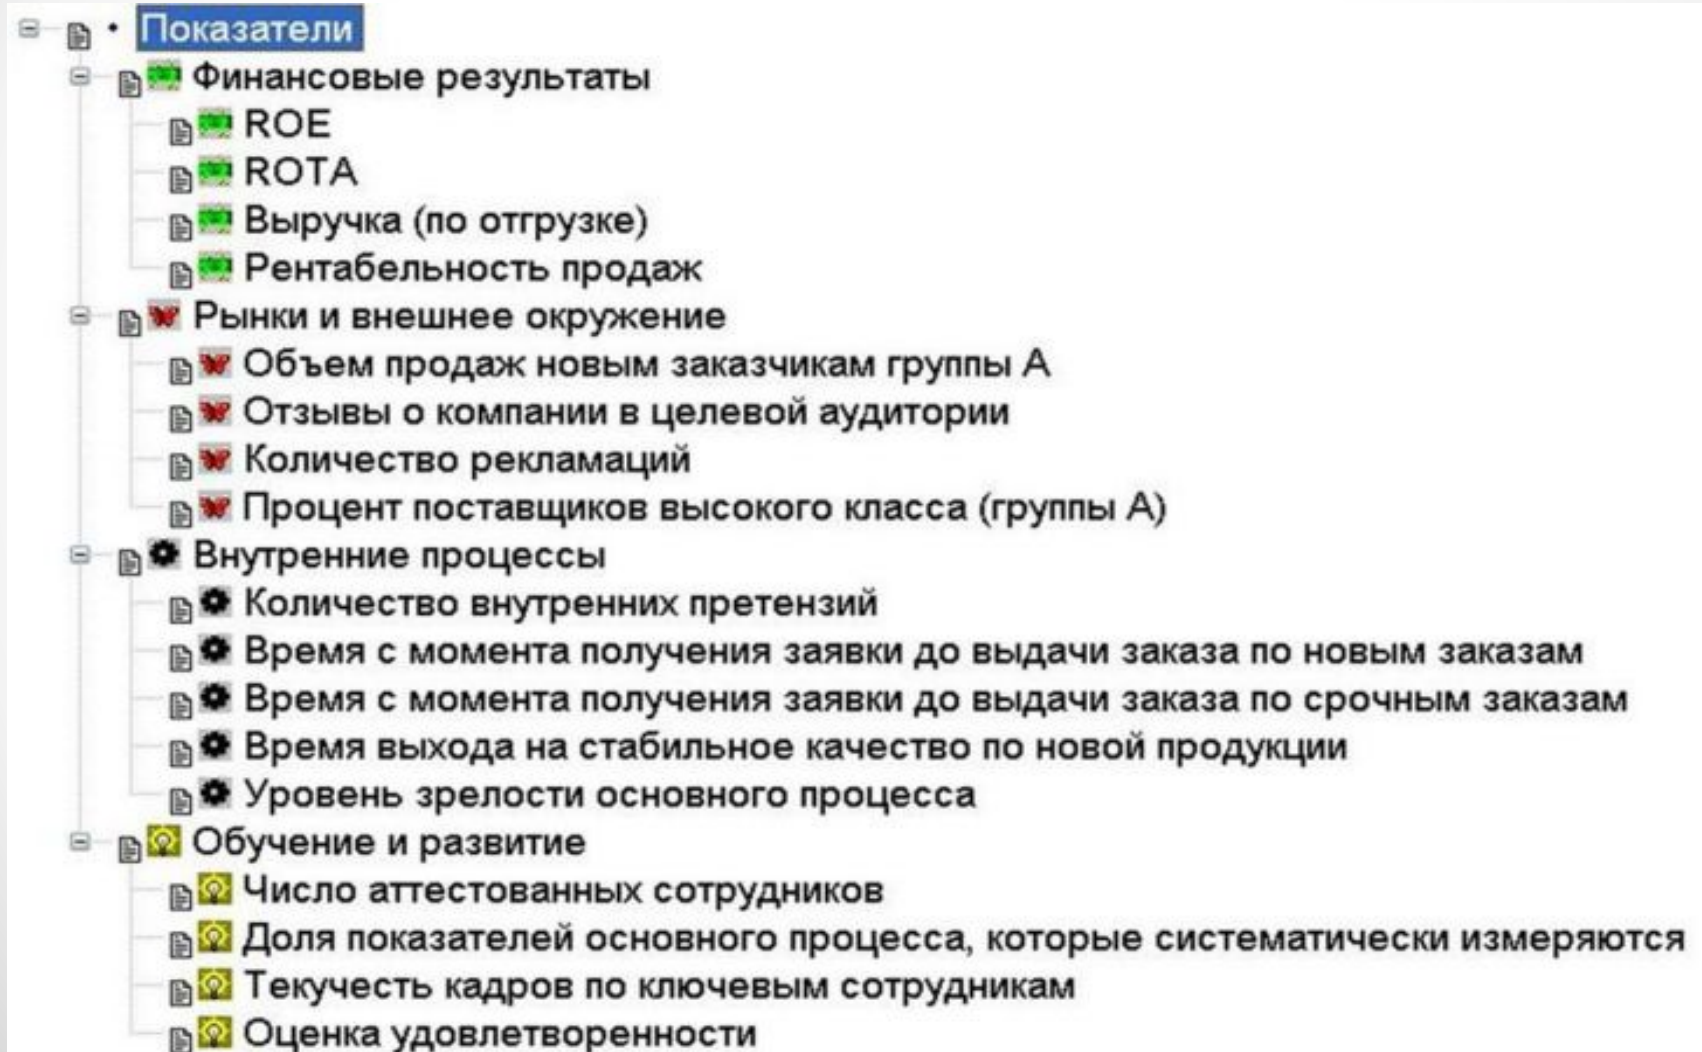 Показатели
Финансовые результаты
ROE
ROTA
Выручка (по отгрузке)
Рентабельность продаж
Рынки и внешнее окружение
Объем продаж новым заказчикам группы А
Отзывы о компании в целевой аудитории
Количество рекламаций
Процент поставщиков высокого класса (группы А)
Внутренние процессы
Количество внутренних претензий
Время с момента получения заявки до выдачи заказа по новым заказам
Время с момента получения заявки до выдачи заказа по срочным заказам
Время выхода на стабильное качество по новой продукции
Уровень зрелости основного процесса
Обучение и развитие
Число аттестованных сотрудников
Доля показателей основного процесса, которые систематически измеряются
Текучесть кадров по ключевым сотрудникам
Оценка удовлетворенности